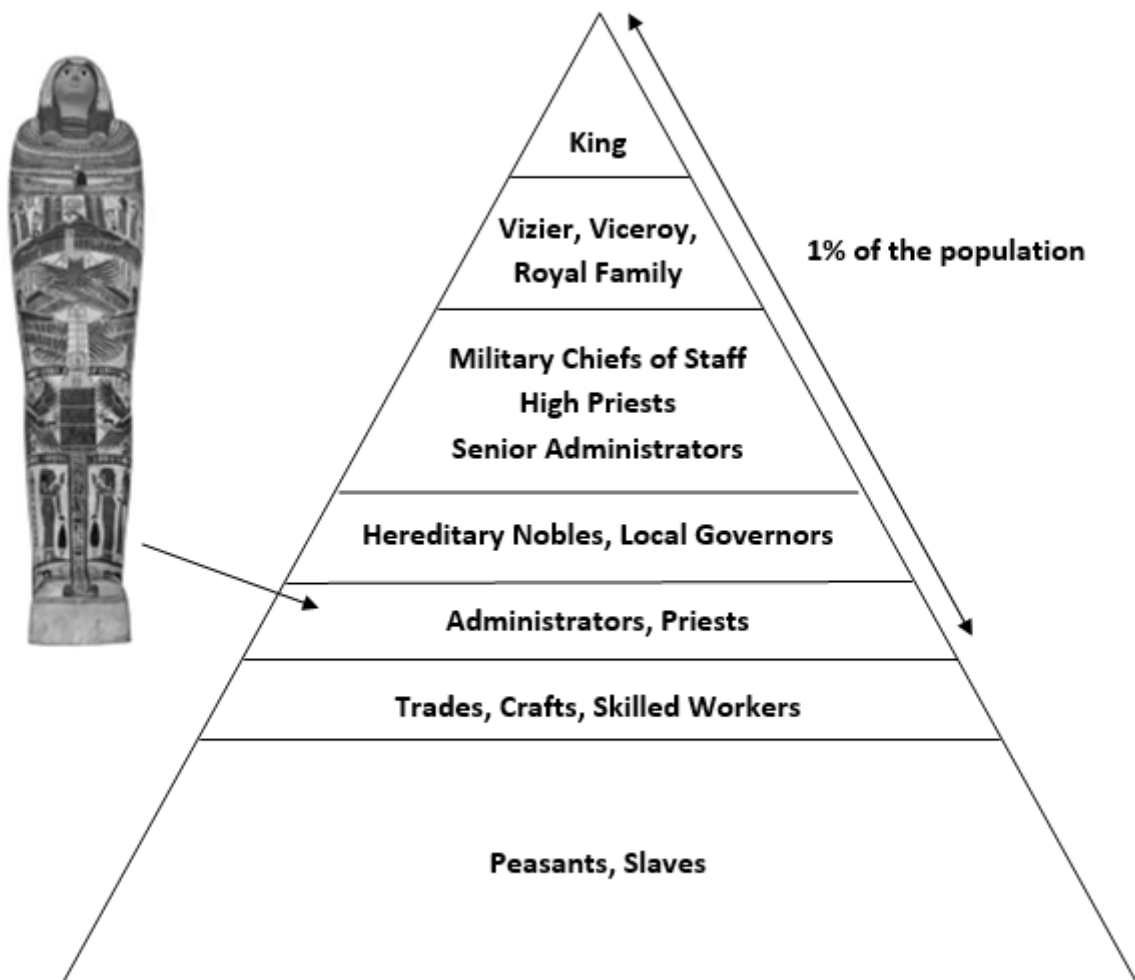 King
Vizier, Viceroy,
Royal Family
1% of the population
Military Chiefs of Staff
High Priests
Senior Administrators
Hereditary Nobles, Local Governors
Administrators, Priests
Trades, Crafts, Skilled Workers
Peasants, Slaves